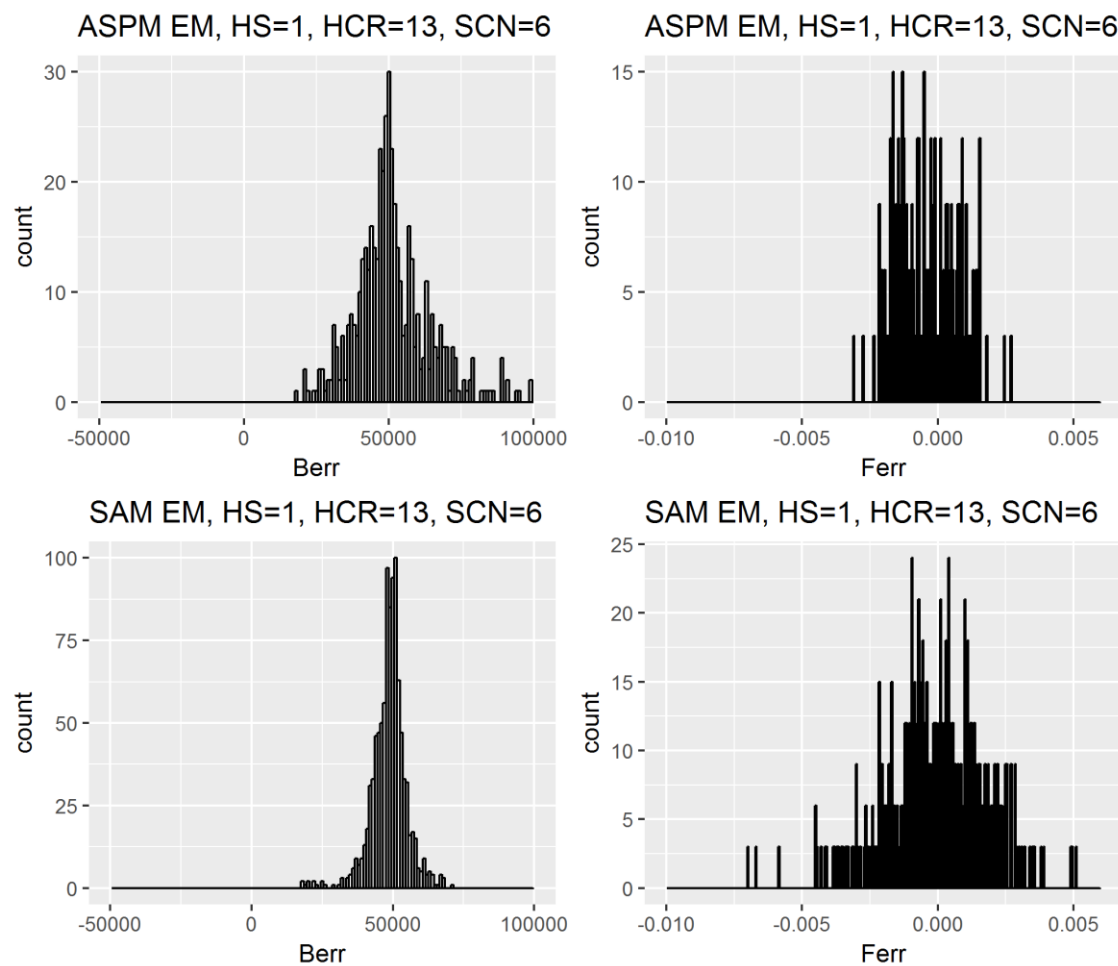 ASPM EM, HS=1, HCR=13, SCN=6
30
20
10
0
count
-50000
0
50000
100000
Berr
ASPM EM, HS=1, HCR=13, SCN=6
15
10
5
0
count
-0.010
-0.005
0.000
0.005
Ferr
SAM EM, HS=1, HCR=13, SCN=6
100
75
50
25
0
count
-50000
0
50000
100000
Berr
SAM EM, HS=1, HCR=13, SCN=6
25
20
15
10
5
0
count
-0.010
-0.005
0.000
0.005
Ferr